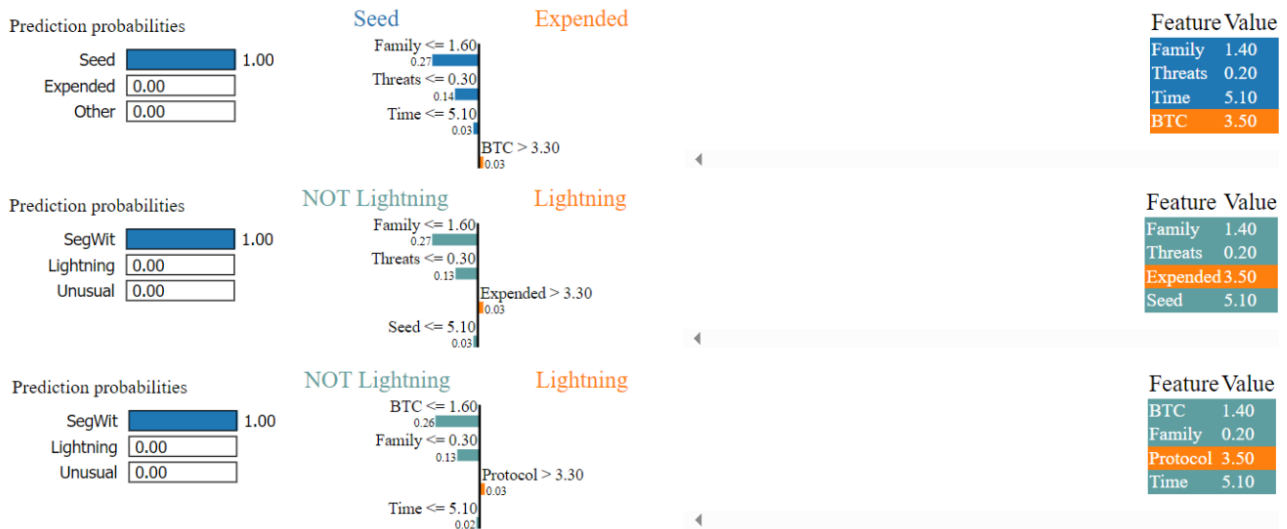 Prediction probabilities
Seed 1.00
Expended 0.00
Other 0.00
Seed Expended
Family <= 1.60
0.27
Threats <= 0.30
0.14
Time <= 5.10
0.03
BTC > 3.30
0.03
Feature Value
Family 1.40
Threats 0.20
Time 5.10
BTC 3.50
Prediction probabilities
SegWit 1.00
Lightning 0.00
Unusual 0.00
NOT Lightning Lightning
Family <= 1.60
0.27
Threats <= 0.30
0.13
Expended > 3.30
0.03
Seed <= 5.10
0.03
Feature Value
Family 1.40
Threats 0.20
Expended 3.50
Seed 5.10
Prediction probabilities
SegWit 1.00
Lightning 0.00
Unusual 0.00
NOT Lightning Lightning
BTC <= 1.60
0.26
Family <= 0.30
0.13
Protocol > 3.30
0.03
Time <= 5.10
0.02
Feature Value
BTC 1.40
Family 0.20
Protocol 3.50
Time 5.10